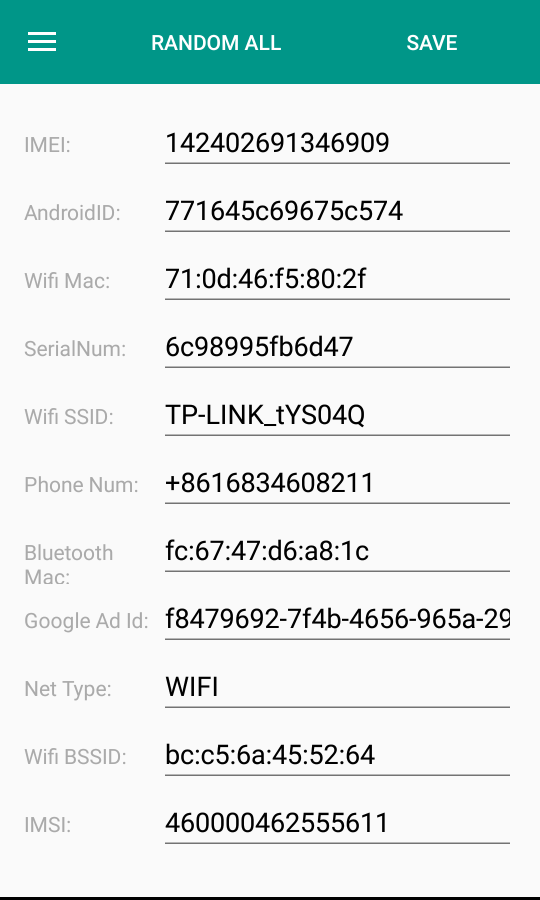 RANDOM ALL SAVE
IMEI: 142402691346909
AndroidID: 771645c69675c574
Wifi Mac: 71:0d:46:f5:80:2f
SerialNum: 6c98995fb6d47
Wifi SSID: TP-LINK_tYS04Q
Phone Num: +8616834608211
Bluetooth Mac: fc:67:47:d6:a8:1c
Google Ad Id: f8479692-7f4b-4656-965a-29
Net Type: WIFI
Wifi BSSID: bc:c5:6a:45:52:64
IMSI: 460000462555611